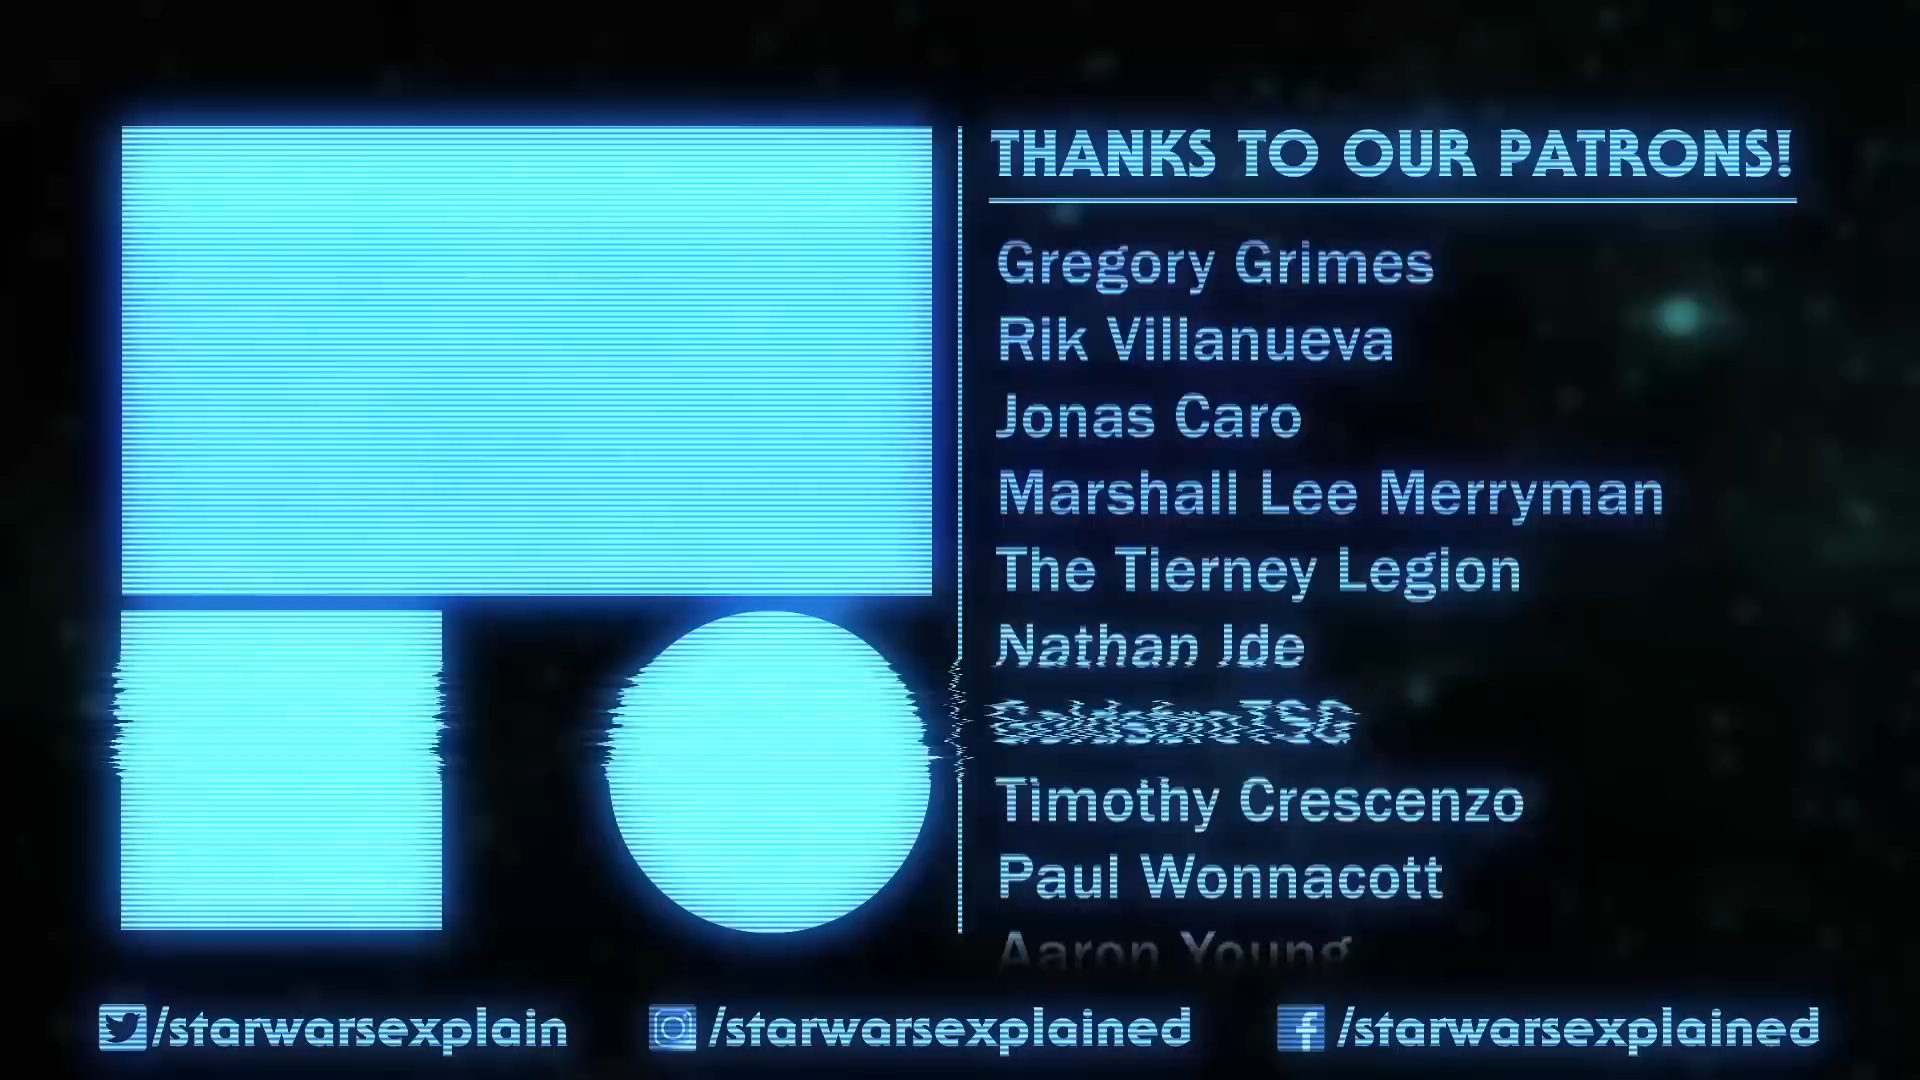 THANKS TO OUR PATRONS!
Gregory Grimes
Rik Villanueva
Jonas Caro
Marshall Lee Merryman
The Tierney Legion
Nathan Ide
Timothy Crescenzo
Paul Wonnacott
Aaron Young
/starwarsexplain
/starwarsexplained
/starwarsexplained